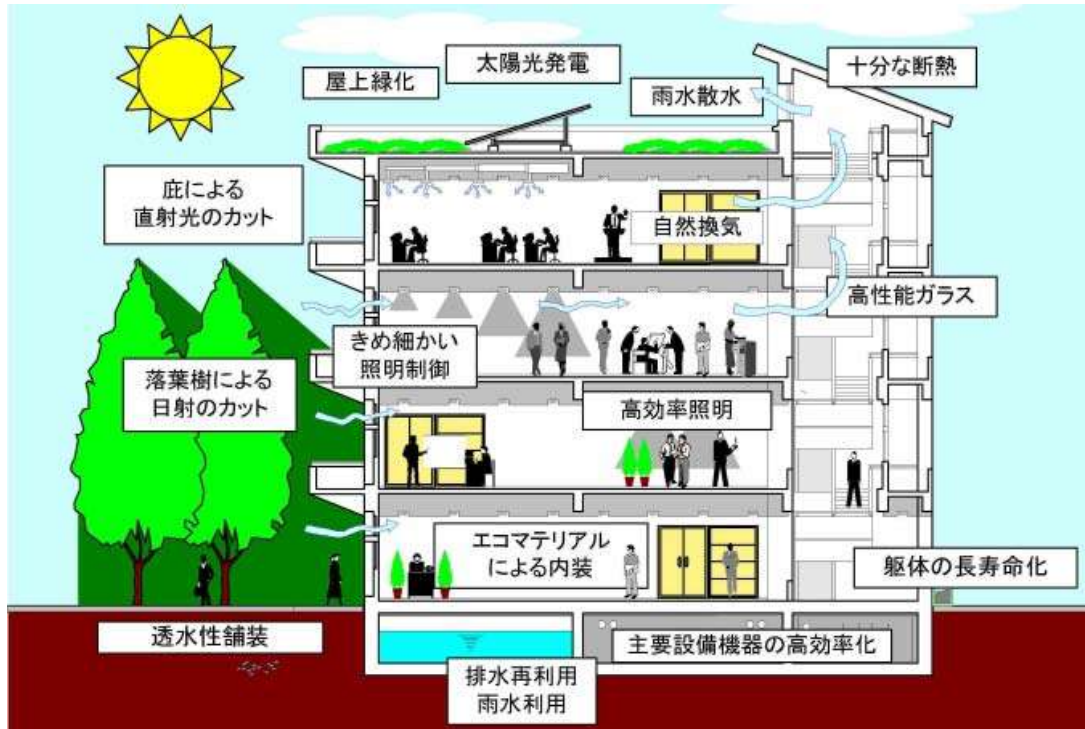 太陽光発電
十分な断熱
屋上緑化
雨水散水
庇による
直射光のカット
自然換気
高性能ガラス
きめ細かい
照明制御
落葉樹による
日射のカット
高効率照明
エコマテリアル
による内装
躯体の長寿命化
透水性舗装
主要設備機器の高効率化
排水再利用
雨水利用